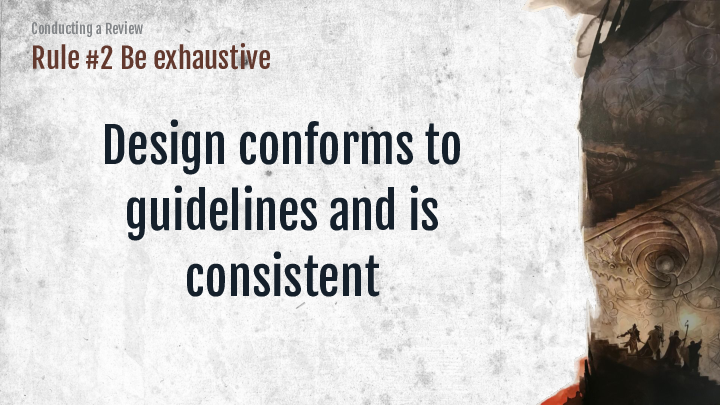 Conducting a Review
Rule #2 Be exhaustive
Design conforms to
guidelines and is
consistent